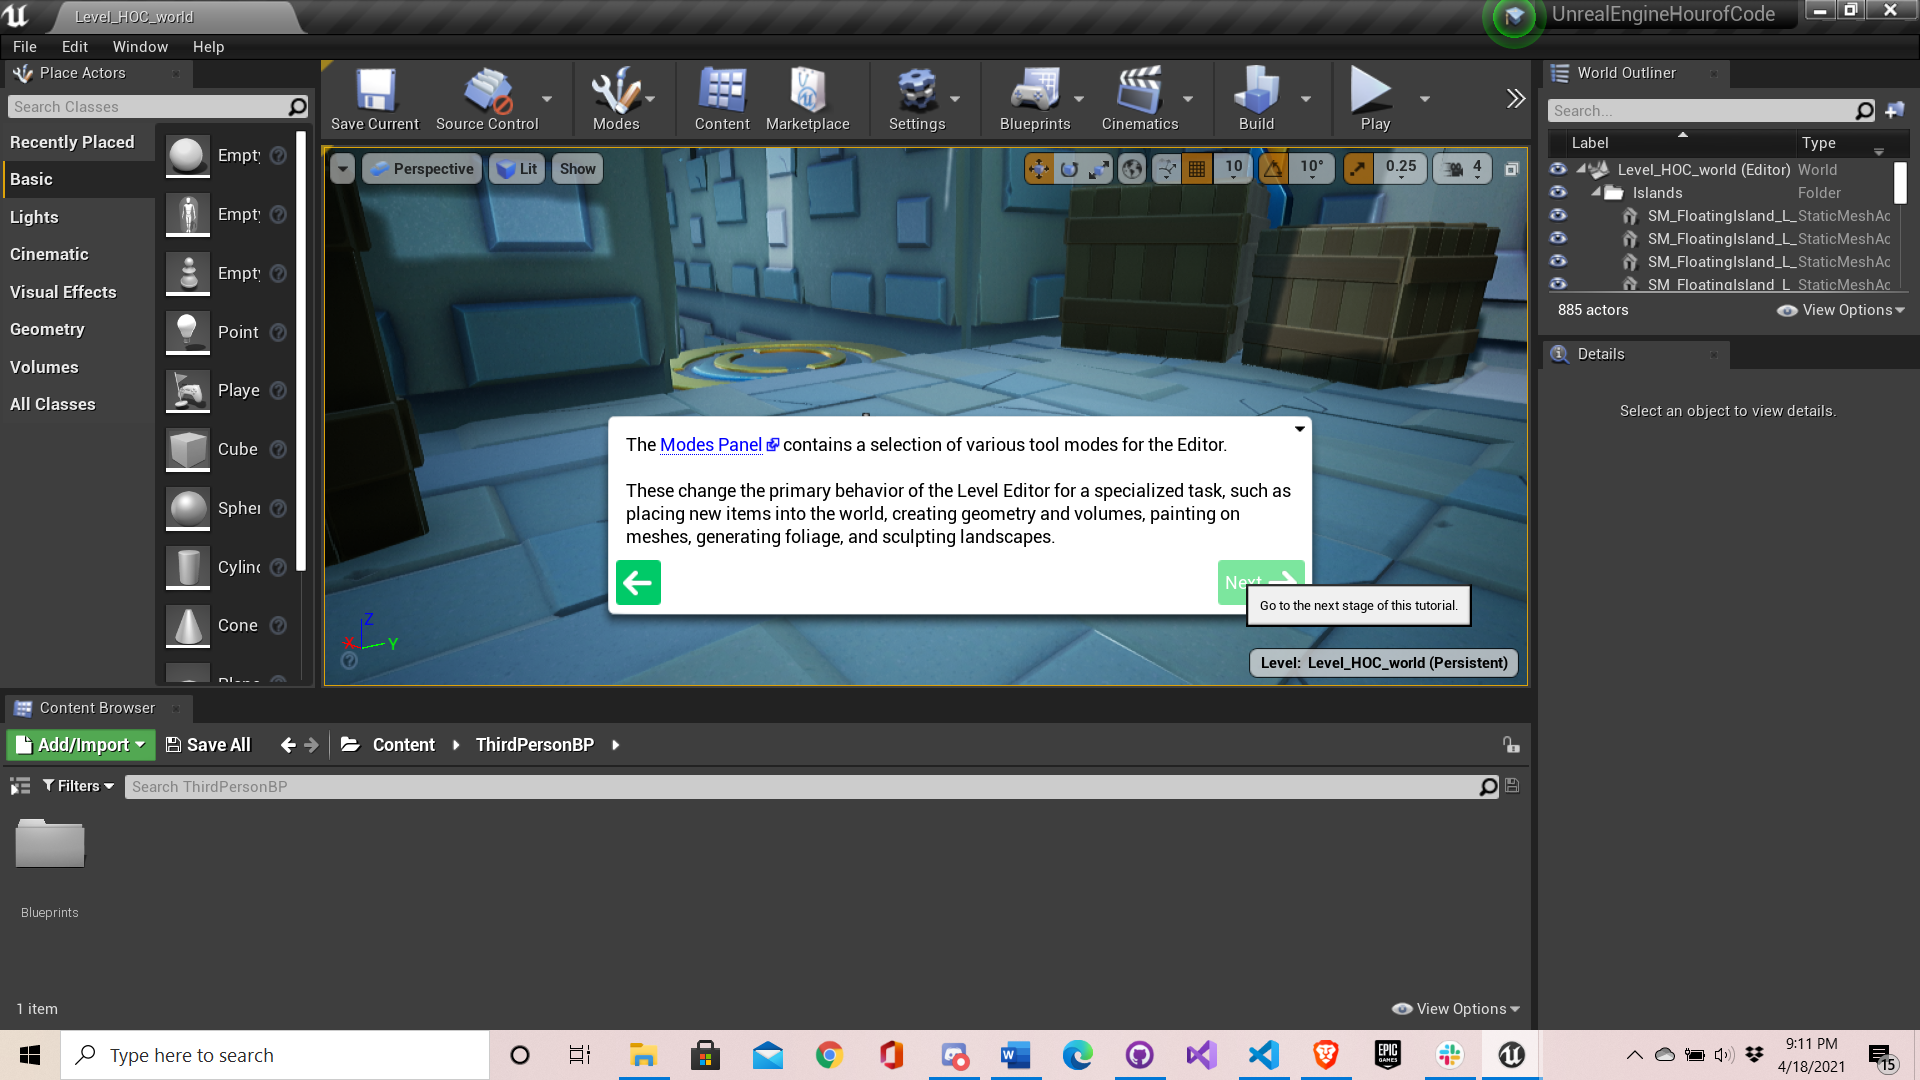 Level_HOC_world
UnrealEngineHourofCode
File Edit Window Help
Place Actors
Search Classes
Recently Placed
Basic
Lights
Cinematic
Visual Effects
Geometry
Volumes
All Classes
Empty
Empty
Empty
Point
Playe
Cube
Spher
Cylind
Cone
Save Current
Source Control
Modes
Content
Marketplace
Settings
Blueprints
Cinematics
Build
Play
Perspective
Lit
Show
10
10°
0.25
4
The Modes Panel contains a selection of various tool modes for the Editor.
These change the primary behavior of the Level Editor for a specialized task, such as
placing new items into the world, creating geometry and volumes, painting on
meshes, generating foliage, and sculpting landscapes.
Next
Go to the next stage of this tutorial.
X Z Y
Level: Level_HOC_world (Persistent)
World Outliner
Search...
Label Type
Level_HOC_world (Editor) World
Islands Folder
SM_FloatingIsland_L_ StaticMeshAc
SM_FloatingIsland_L_ StaticMeshAc
SM_FloatingIsland_L_ StaticMeshAc
SM_FloatingIsland_L StaticMeshAc
885 actors
View Options
Details
Select an object to view details.
Content Browser
Add/Import
Save All
Content
ThirdPersonBP
Filters
Search ThirdPersonBP
Blueprints
1 item
View Options
Type here to search
EPIC
GAMES
9:11 PM
4/18/2021
15